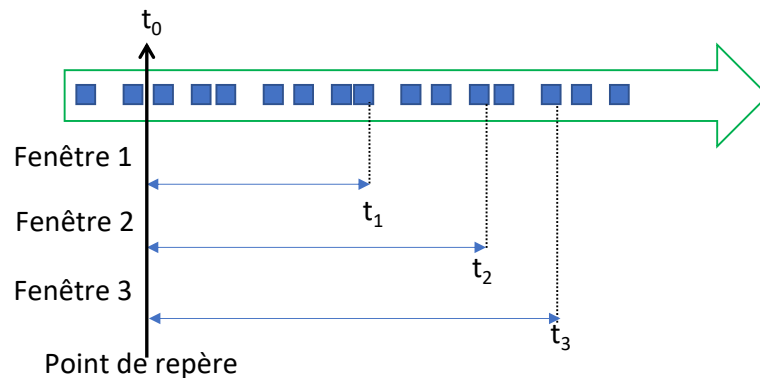 t0
Fenêtre 1
t1
Fenêtre 2
t2
Fenêtre 3
t3
Point de repère